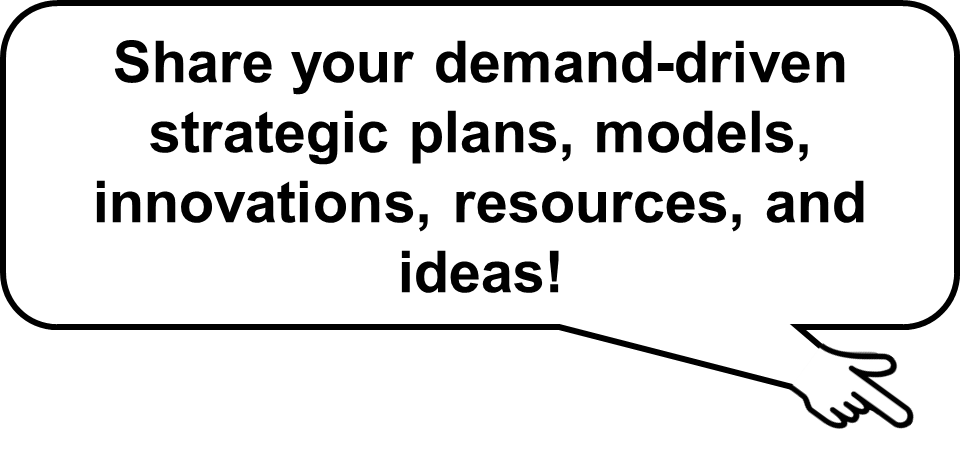 Share your demand-driven
strategic plans, models,
innovations, resources, and
ideas!